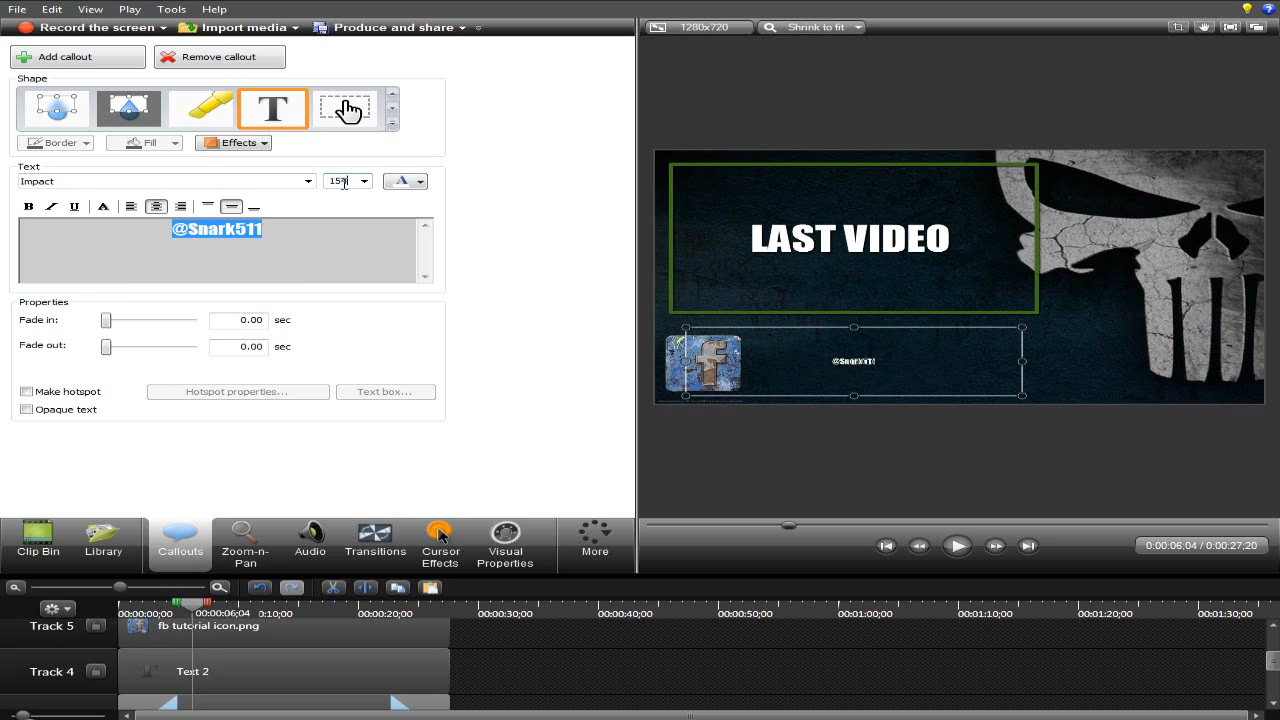 File Edit View Play Tools Help
Record the screen Import media Produce and share
1280x720 Shrink to fit
Add callout Remove callout
Shape
T
Border Fill Effects
Text
Impact
A
B I U A
@Snark511
LAST VIDEO
@Snark511
Properties
Fade in: 0.00 sec
Fade out: 0.00 sec
Make hotspot Hotspot properties... Text box...
Opaque text
Clip Bin Library Callouts Zoom-n-Pan Audio Transitions Cursor Effects Visual Properties More
0:00:06;04 / 0:00:27;20
00:00:00;00 00:00:06;04 00:00:20;00 00:00:30;00 00:00:40;00 00:00:50;00 00:01:00;00 00:01:10;00 00:01:20;00 00:01:30;00
Track 5 fb tutorial icon.png
Track 4 Text 2